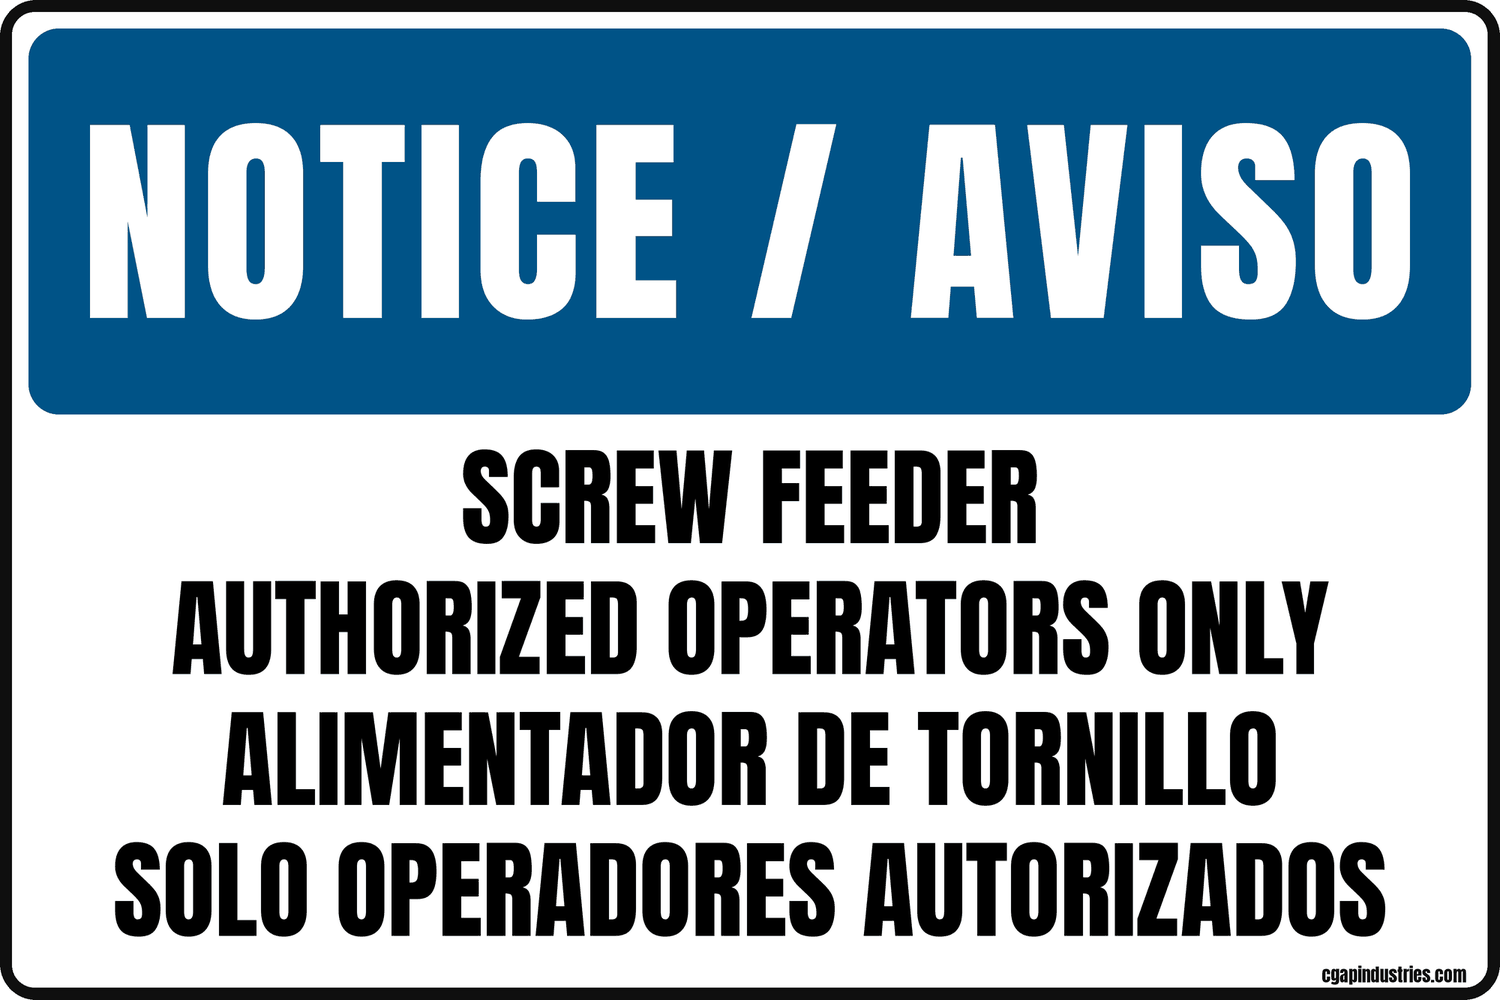 NOTICE / AVISO
SCREW FEEDER
AUTHORIZED OPERATORS ONLY
ALIMENTADOR DE TORNILLO
SOLO OPERADORES AUTORIZADOS
cgapindustries.com